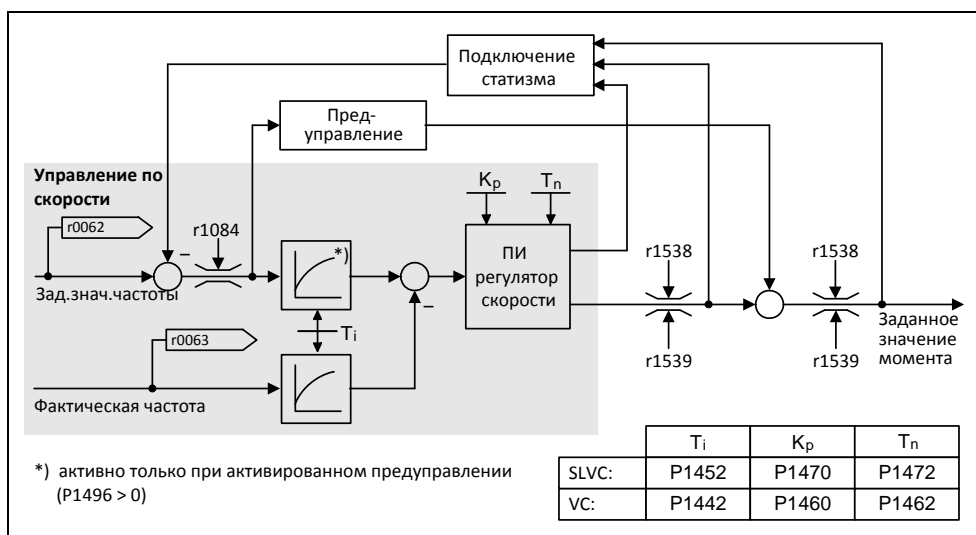 Подключение
статизма
Пред-
управление
Управление по
скорости
r0062
r1084
Kp
Tn
*)
–
–
ПИ
регулятор
скорости
r1538
r1538
Зад.знач.частоты
Ti
r0063
r1539
r1539
Заданное
значение
момента
Фактическая частота
*) активно только при активированном предуправлении
(P1496 > 0)
Ti Kp Tn
SLVC: P1452 P1470 P1472
VC: P1442 P1460 P1462